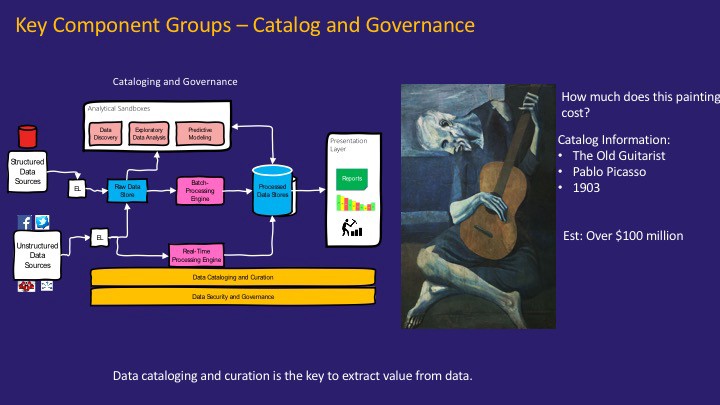 Key Component Groups – Catalog and Governance
Cataloging and Governance
Analytical Sandboxes
Data
Discovery
Exploratory
Data Analysis
Predictive
Modeling
Structured
Data
Sources
EL
Raw Data
Store
Batch-
Processing
Engine
Processed
Data Stores
Presentation
Layer
Reports
Unstructured
Data
Sources
EL
Real-Time
Processing Engine
Data Cataloging and Curation
Data Security and Governance
How much does this painting
cost?
Catalog Information:
• The Old Guitarist
• Pablo Picasso
• 1903
Est: Over $100 million
Data cataloging and curation is the key to extract value from data.